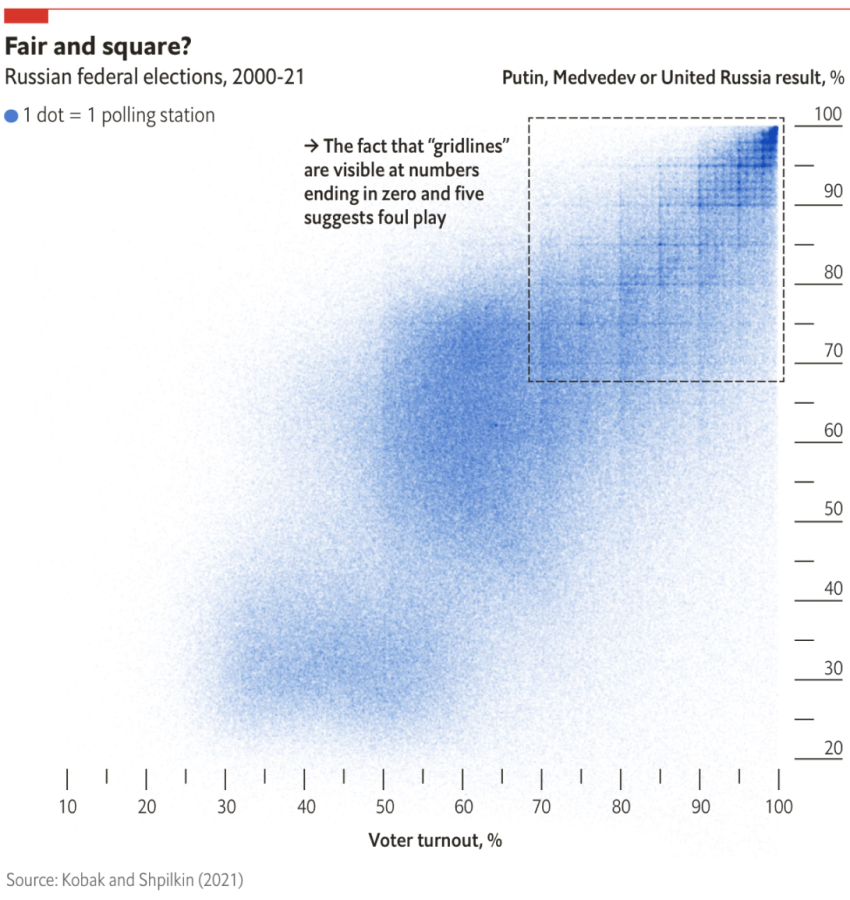 Fair and square?
Russian federal elections, 2000-21
Putin, Medvedev or United Russia result, %
1 dot = 1 polling station
→ The fact that “gridlines”
are visible at numbers
ending in zero and five
suggests foul play
100
90
80
70
60
50
40
30
20
10 20 30 40 50 60 70 80 90 100
Voter turnout, %
Source: Kobak and Shpilkin (2021)